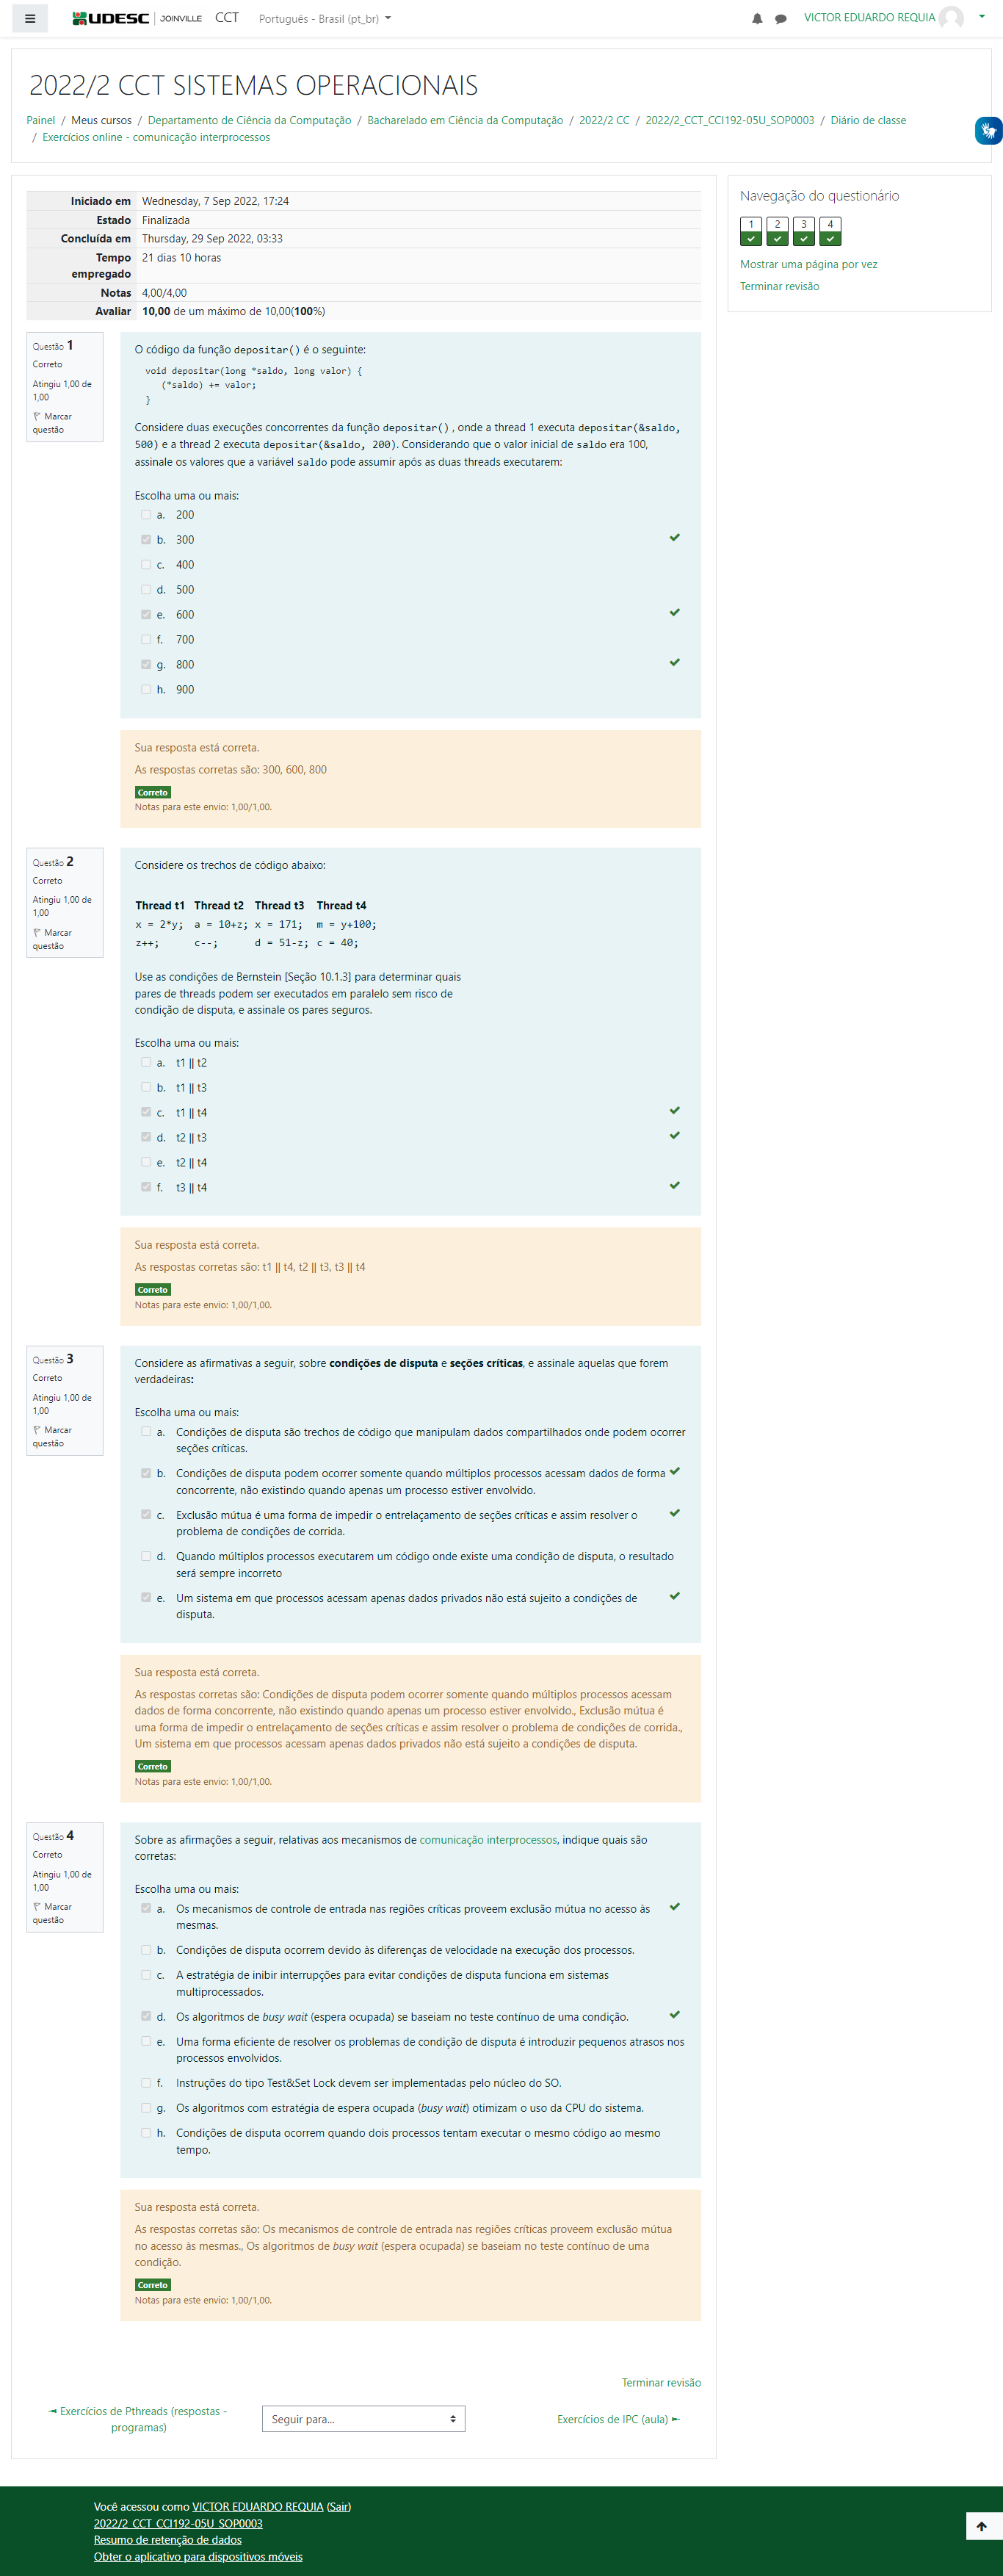 UDESC JOINVILLE CCT Português - Brasil (pt_br) VICTOR EDUARDO REQUIA
2022/2 CCT SISTEMAS OPERACIONAIS
Painel / Meus cursos / Departamento de Ciência da Computação / Bacharelado em Ciência da Computação / 2022/2 CC / 2022/2_CCT_CCI192-05U_SOP0003 / Diário de classe
/ Exercícios online - comunicação interprocessos
Iniciado em Wednesday, 7 Sep 2022, 17:24
Estado Finalizada
Concluída em Thursday, 29 Sep 2022, 03:33
Tempo empregado 21 dias 10 horas
Notas 4,00/4,00
Avaliar 10,00 de um máximo de 10,00(100%)
Navegação do questionário
1 2 3 4
Mostrar uma página por vez
Terminar revisão
Questão 1
Correto
Atingiu 1,00 de
1,00
Marcar
questão
O código da função depositar() é o seguinte:
void depositar(long *saldo, long valor) {
(*saldo) += valor;
}
Considere duas execuções concorrentes da função depositar() , onde a thread 1 executa depositar(&saldo,
500) e a thread 2 executa depositar(&saldo, 200). Considerando que o valor inicial de saldo era 100,
assinale os valores que a variável saldo pode assumir após as duas threads executarem:
Escolha uma ou mais:
a. 200
b. 300
c. 400
d. 500
e. 600
f. 700
g. 800
h. 900
Sua resposta está correta.
As respostas corretas são: 300, 600, 800
Correto
Notas para este envio: 1,00/1,00.
Questão 2
Correto
Atingiu 1,00 de
1,00
Marcar
questão
Considere os trechos de código abaixo:
Thread t1 Thread t2 Thread t3 Thread t4
x = 2*y; a = 10+z; x = 171; m = y+100;
z++; c--; d = 51-z; c = 40;
Use as condições de Bernstein [Seção 10.1.3] para determinar quais
pares de threads podem ser executados em paralelo sem risco de
condição de disputa, e assinale os pares seguros.
Escolha uma ou mais:
a. t1 || t2
b. t1 || t3
c. t1 || t4
d. t2 || t3
e. t2 || t4
f. t3 || t4
Sua resposta está correta.
As respostas corretas são: t1 || t4, t2 || t3, t3 || t4
Correto
Notas para este envio: 1,00/1,00.
Questão 3
Correto
Atingiu 1,00 de
1,00
Marcar
questão
Considere as afirmativas a seguir, sobre condições de disputa e seções críticas, e assinale aquelas que forem
verdadeiras:
Escolha uma ou mais:
a. Condições de disputa são trechos de código que manipulam dados compartilhados onde podem ocorrer
seções críticas.
b. Condições de disputa podem ocorrer somente quando múltiplos processos acessam dados de forma
concorrente, não existindo quando apenas um processo estiver envolvido.
c. Exclusão mútua é uma forma de impedir o entrelaçamento de seções críticas e assim resolver o
problema de condições de corrida.
d. Quando múltiplos processos executarem um código onde existe uma condição de disputa, o resultado
será sempre incorreto
e. Um sistema em que processos acessam apenas dados privados não está sujeito a condições de
disputa.
Sua resposta está correta.
As respostas corretas são: Condições de disputa podem ocorrer somente quando múltiplos processos acessam
dados de forma concorrente, não existindo quando apenas um processo estiver envolvido., Exclusão mútua é
uma forma de impedir o entrelaçamento de seções críticas e assim resolver o problema de condições de corrida.,
Um sistema em que processos acessam apenas dados privados não está sujeito a condições de disputa.
Correto
Notas para este envio: 1,00/1,00.
Questão 4
Correto
Atingiu 1,00 de
1,00
Marcar
questão
Sobre as afirmações a seguir, relativas aos mecanismos de comunicação interprocessos, indique quais são
corretas:
Escolha uma ou mais:
a. Os mecanismos de controle de entrada nas regiões críticas proveem exclusão mútua no acesso às
mesmas.
b. Condições de disputa ocorrem devido às diferenças de velocidade na execução dos processos.
c. A estratégia de inibir interrupções para evitar condições de disputa funciona em sistemas
multiprocessados.
d. Os algoritmos de busy wait (espera ocupada) se baseiam no teste contínuo de uma condição.
e. Uma forma eficiente de resolver os problemas de condição de disputa é introduzir pequenos atrasos nos
processos envolvidos.
f. Instruções do tipo Test&Set Lock devem ser implementadas pelo núcleo do SO.
g. Os algoritmos com estratégia de espera ocupada (busy wait) otimizam o uso da CPU do sistema.
h. Condições de disputa ocorrem quando dois processos tentam executar o mesmo código ao mesmo
tempo.
Sua resposta está correta.
As respostas corretas são: Os mecanismos de controle de entrada nas regiões críticas proveem exclusão mútua
no acesso às mesmas., Os algoritmos de busy wait (espera ocupada) se baseiam no teste contínuo de uma
condição.
Correto
Notas para este envio: 1,00/1,00.
Terminar revisão
◄ Exercícios de Pthreads (respostas -
programas)
Seguir para...
Exercícios de IPC (aula) ►
Você acessou como VICTOR EDUARDO REQUIA (Sair)
2022/2_CCT_CCI192-05U_SOP0003
Resumo de retenção de dados
Obter o aplicativo para dispositivos móveis